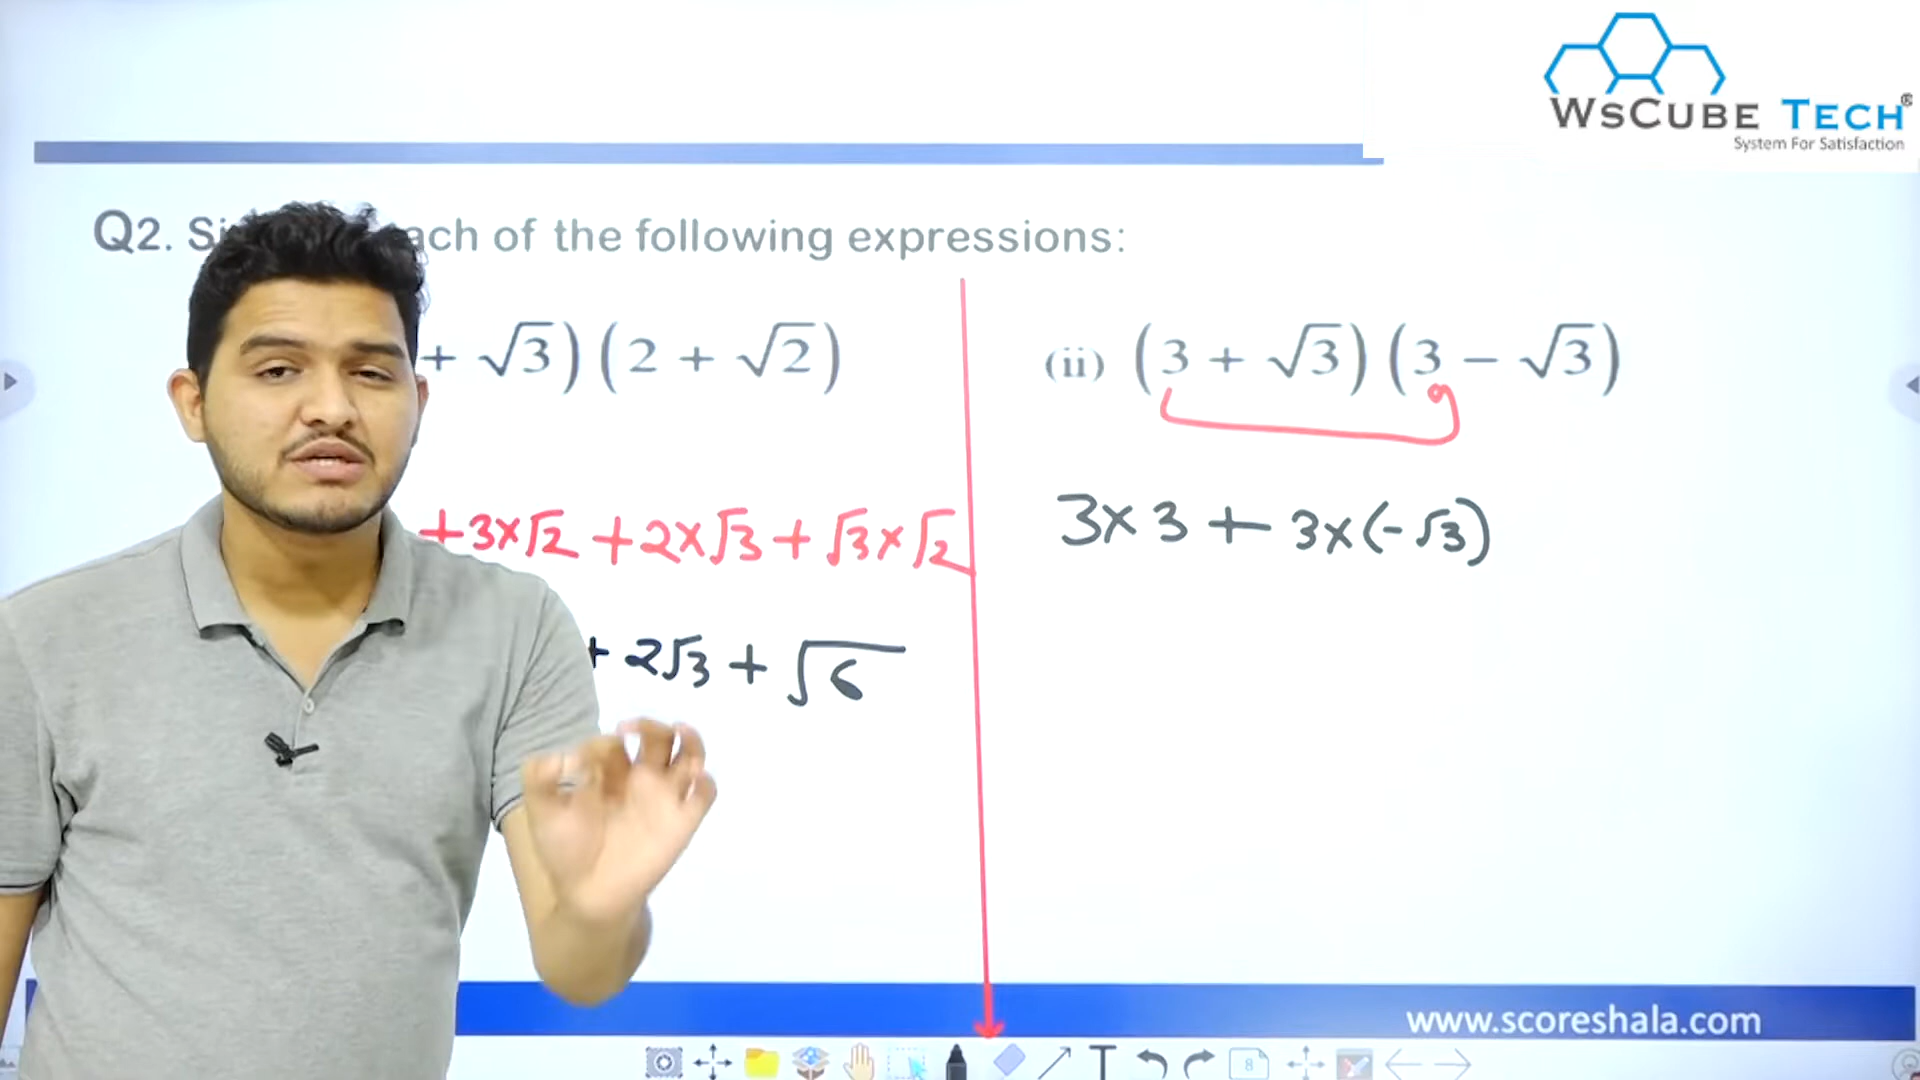 WsCube Tech®
System For Satisfaction
Q2. Si ach of the following expressions:
+ √3) (2 + √2)
(ii) (3 + √3) (3 − √3)
+3×√2 +2×√3 + √3×√2
3×3 + 3×(-√3)
+ 2√3 + √6
www.scoreshala.com
T
8